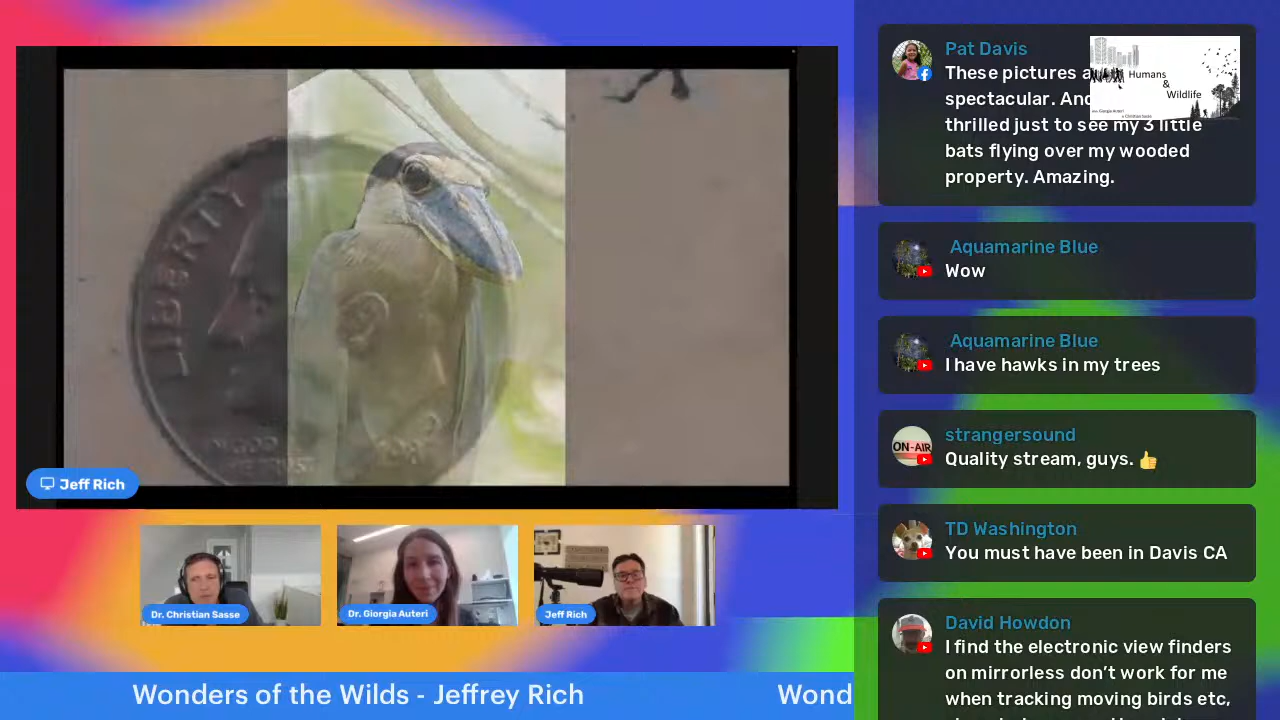 LIBERTY
Jeff Rich
Dr. Christian Sasse
Dr. Giorgia Auteri
Jeff Rich
Wonders of the Wilds - Jeffrey Rich
Wond
Pat Davis
These pictures a
spectacular. And
thrilled just to see my 3 little
bats flying over my wooded
property. Amazing.
Humans
&
Wildlife
Aquamarine Blue
Wow
Aquamarine Blue
I have hawks in my trees
ON-AIR
strangersound
Quality stream, guys. 👍
TD Washington
You must have been in Davis CA
David Howdon
I find the electronic view finders
on mirrorless don’t work for me
when tracking moving birds etc,